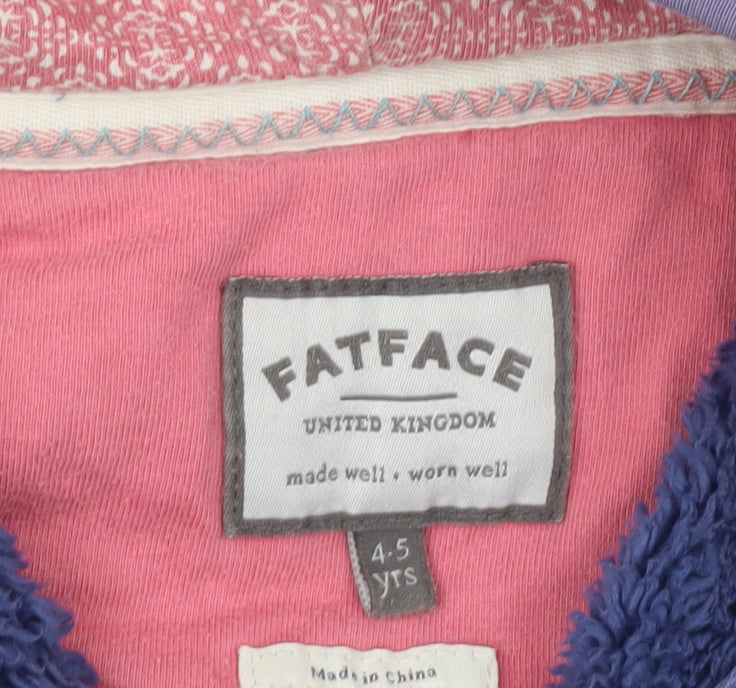 FATFACE
UNITED KINGDOM
made well • worn well
4-5
yrs
Made in China